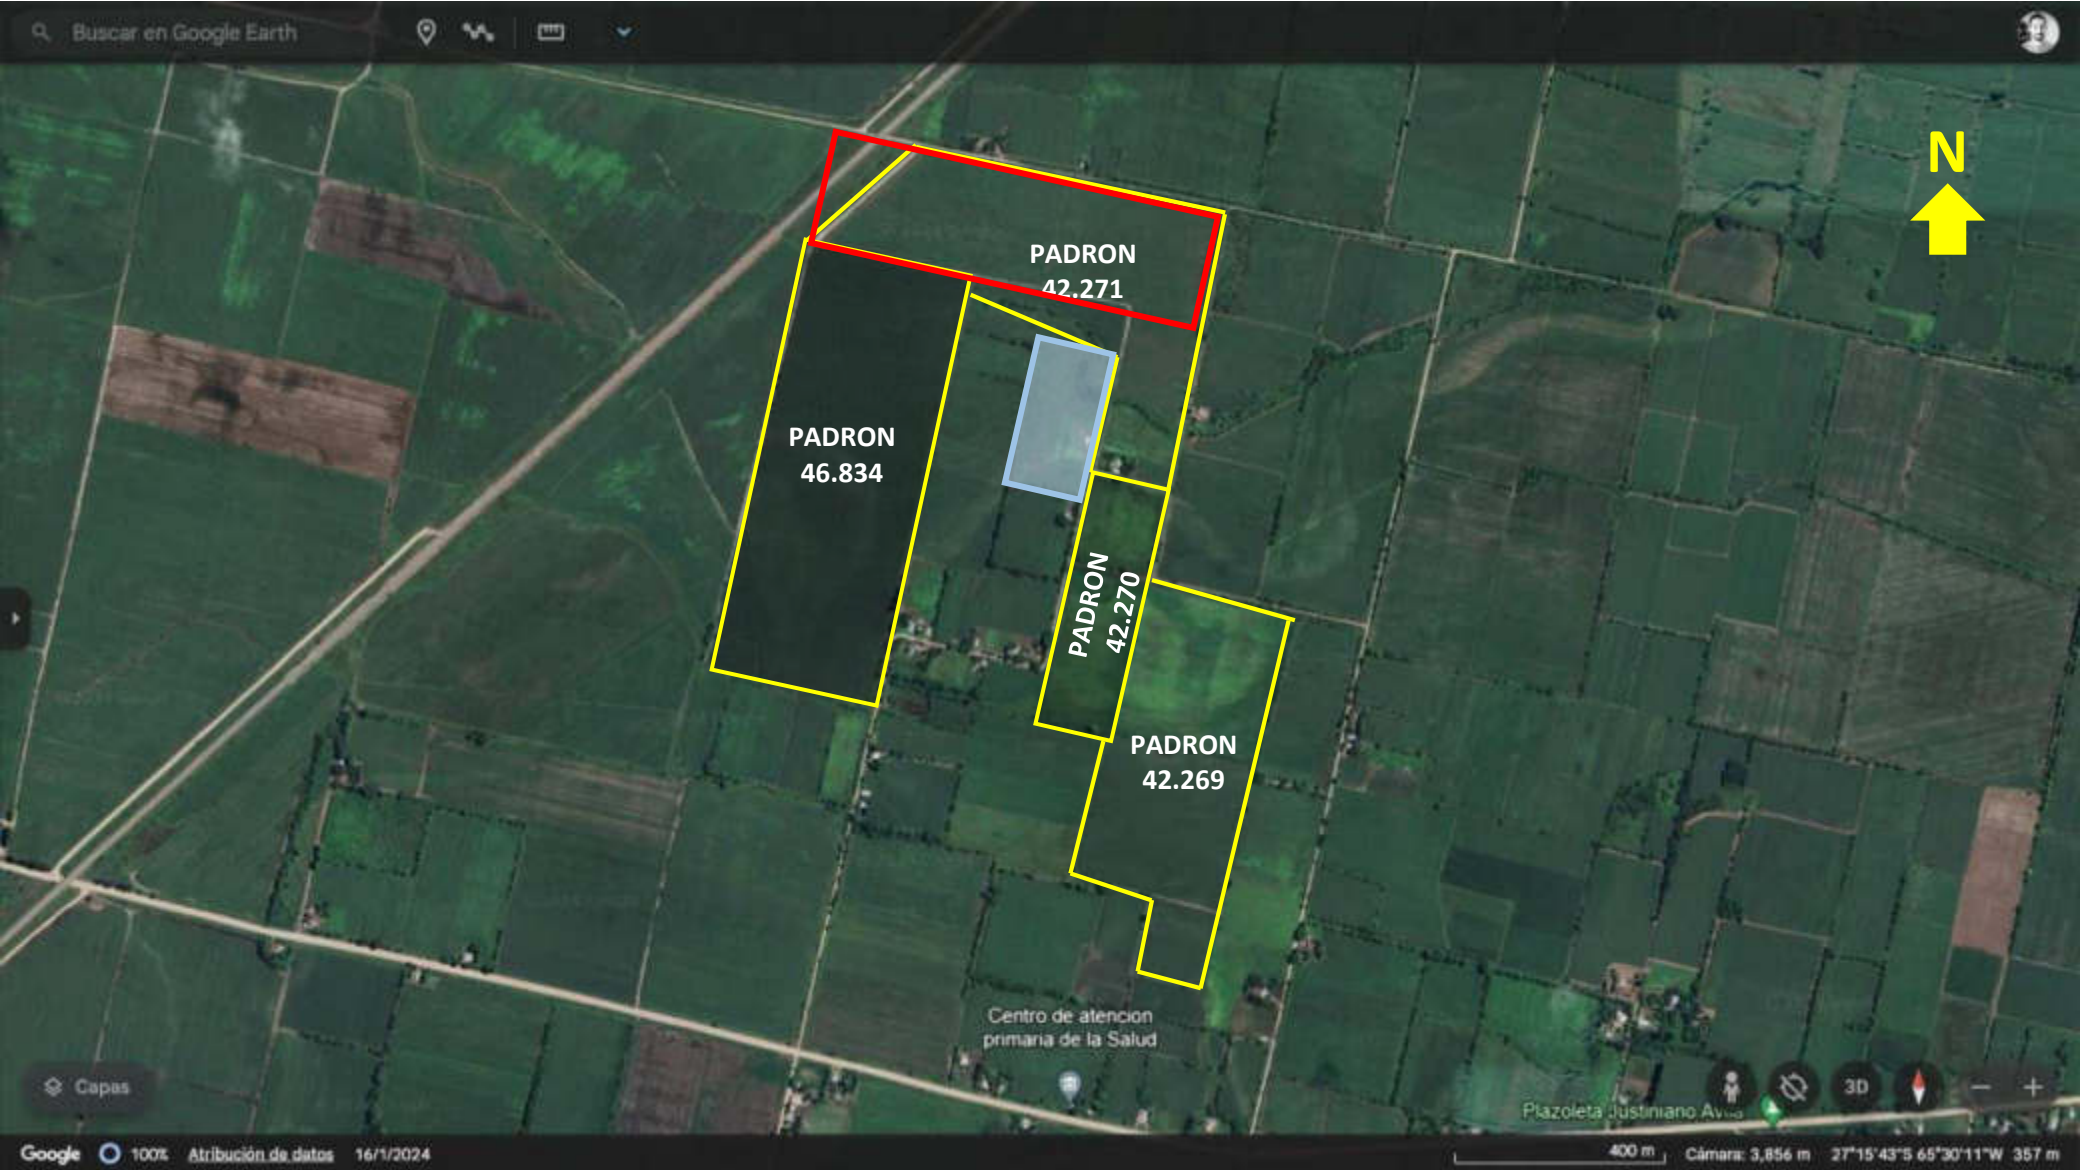 Buscar en Google Earth
N
PADRON
42.271
PADRON
46.834
PADRON
42.270
PADRON
42.269
Centro de atencion
primaria de la Salud
Capas
3D
Plazoleta Justiniano Avila
Google
100%
Atribución de datos
16/1/2024
400 m
Cámara: 3,856 m
27°15'43"S 65°30'11"W
357 m